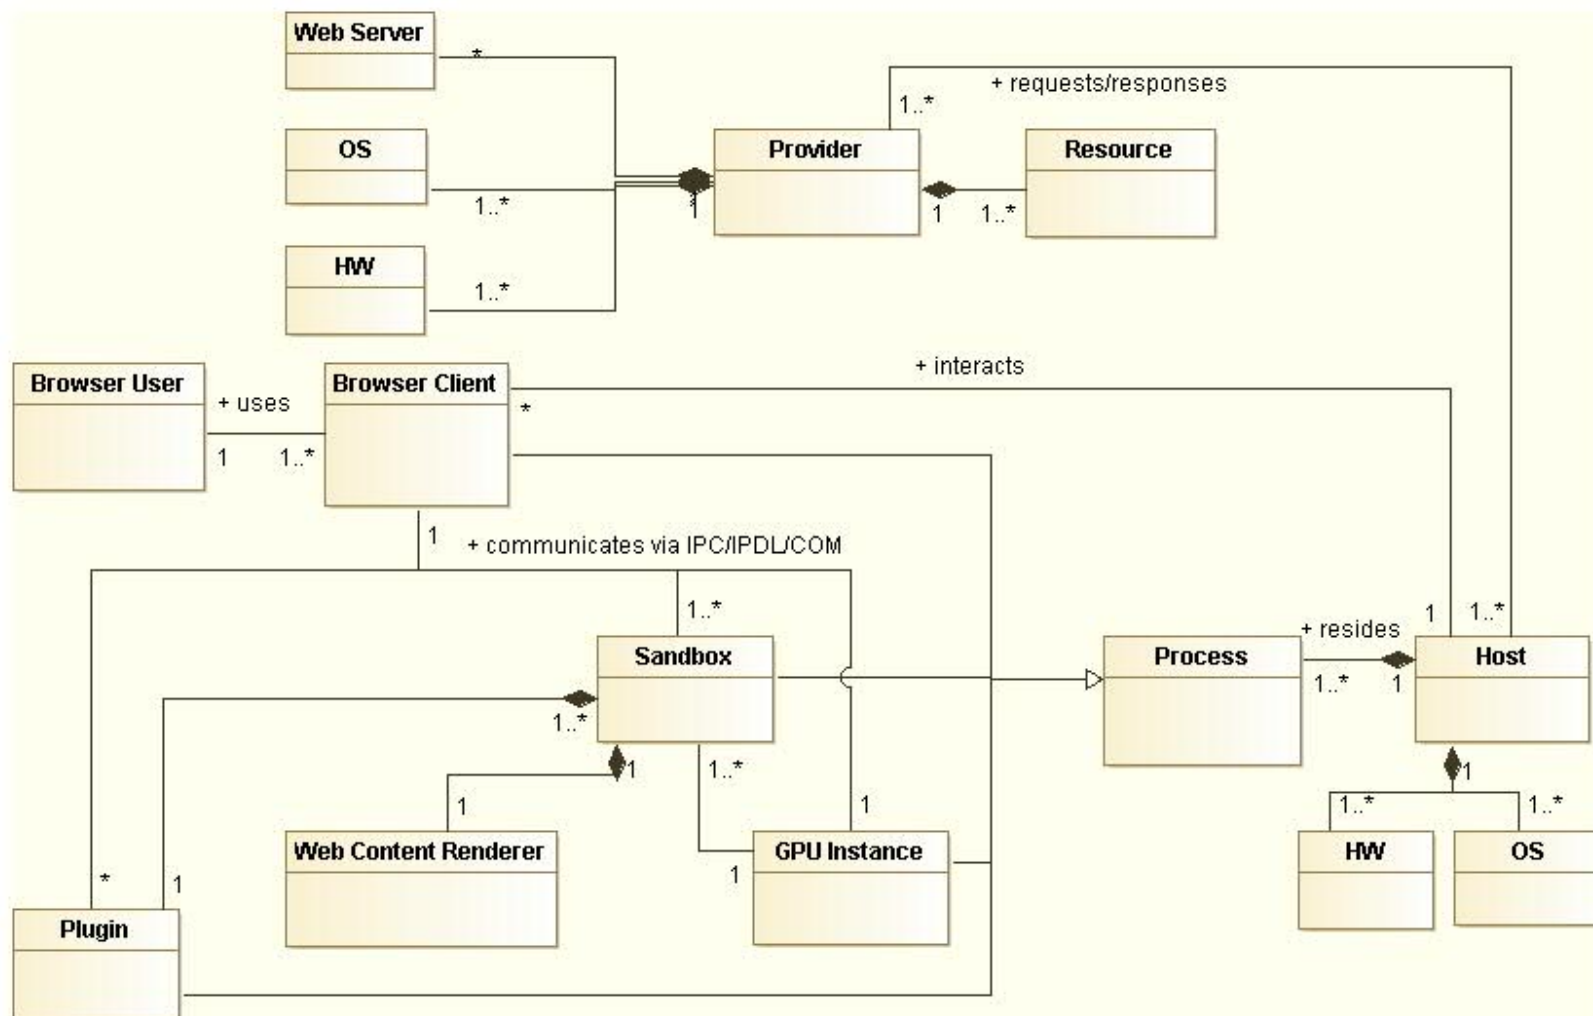 Web Server
*
+ requests/responses
1..*
OS
Provider
Resource
1..*
1
1
1..*
HW
1..*
Browser User
Browser Client
+ interacts
+ uses
*
1
1..*
1
+ communicates via IPC/IPDL/COM
1..*
1
1..*
Sandbox
+ resides
Process
Host
1..*
1
1..*
1
1..*
1
1
1
1..*
1..*
Web Content Renderer
GPU Instance
HW
OS
*
1
1
Plugin